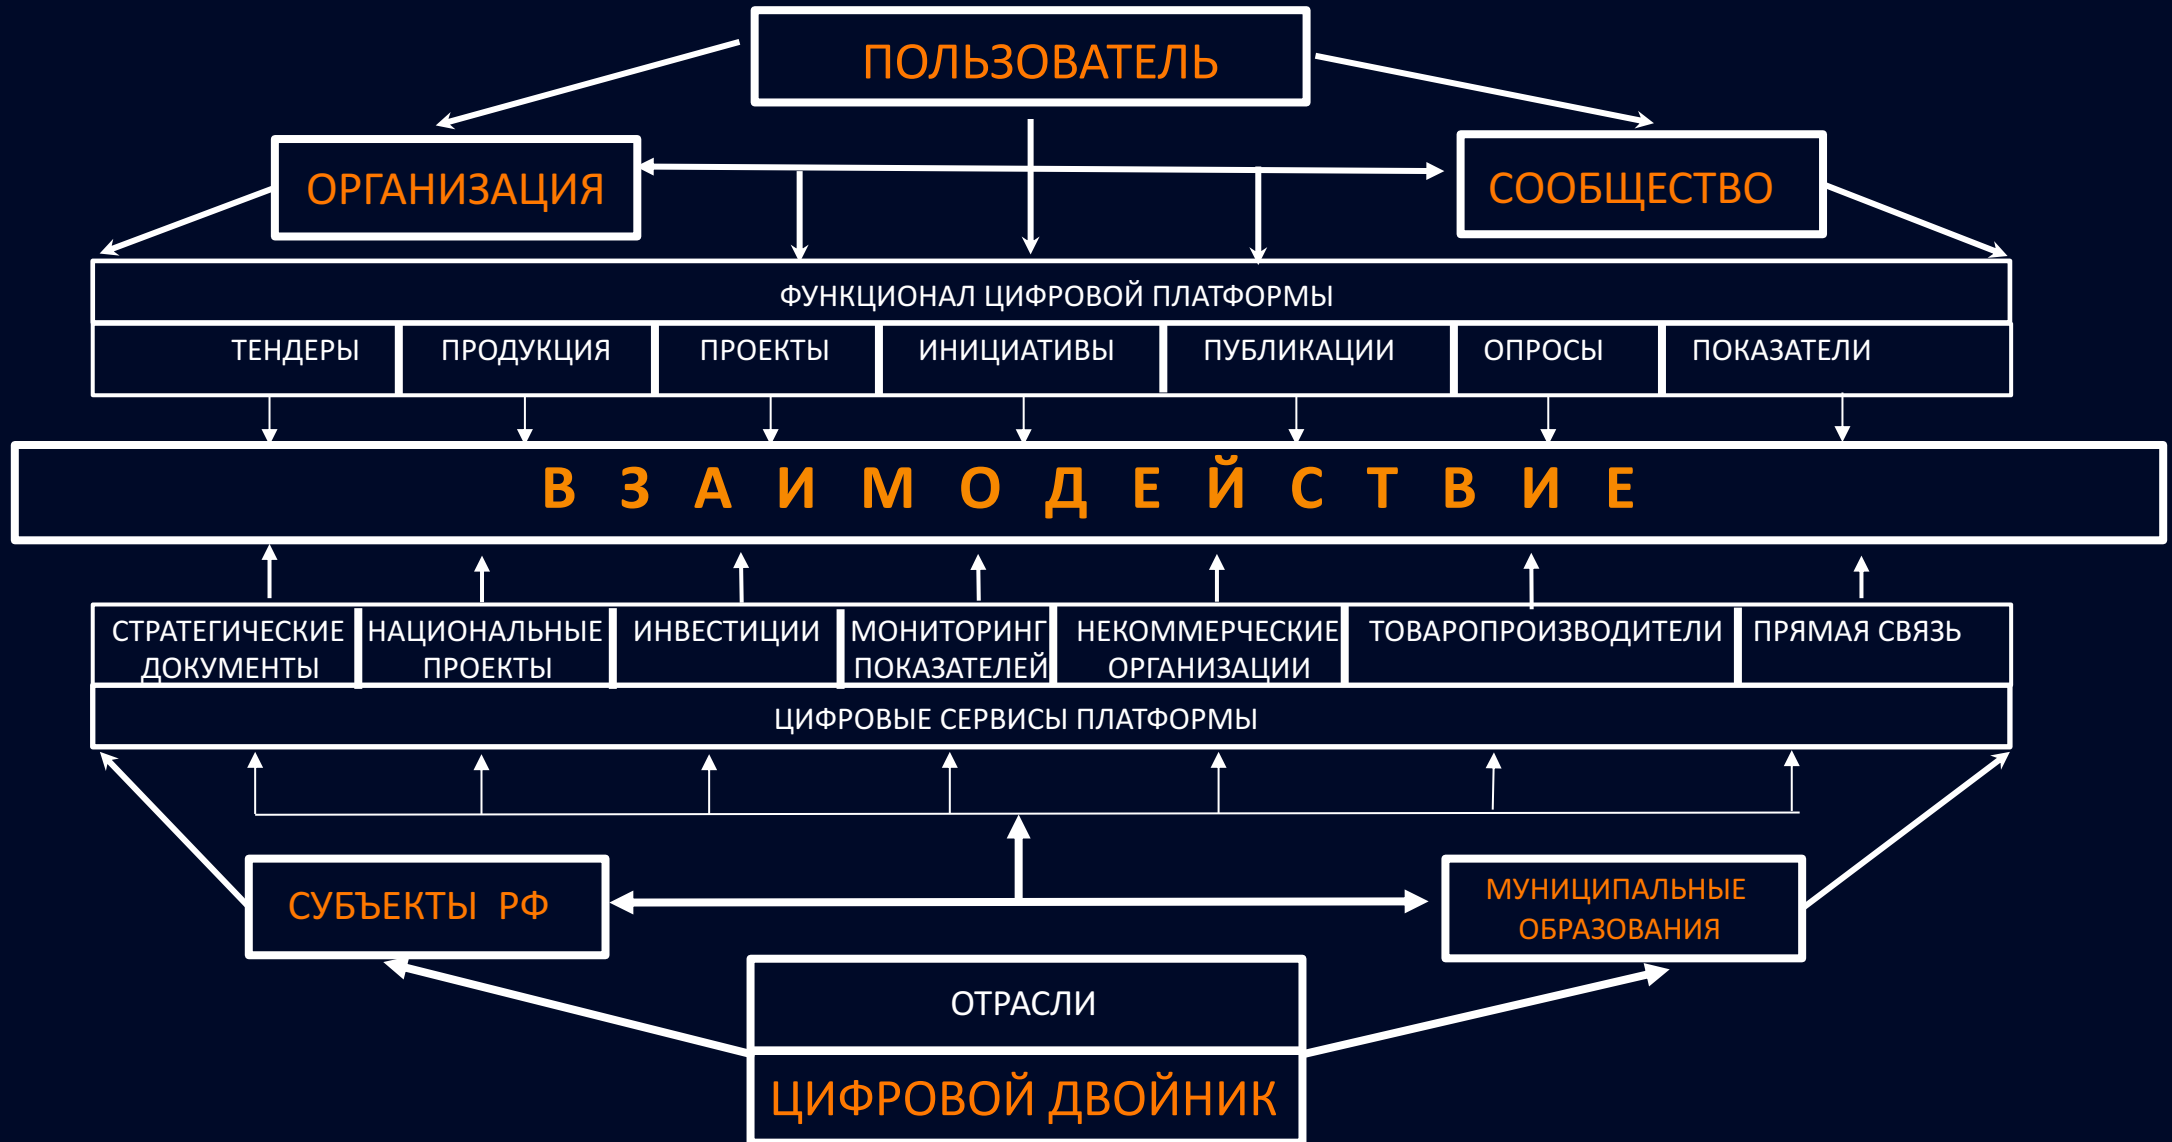 ПОЛЬЗОВАТЕЛЬ
ОРГАНИЗАЦИЯ
СООБЩЕСТВО
ФУНКЦИОНАЛ ЦИФРОВОЙ ПЛАТФОРМЫ
ТЕНДЕРЫ
ПРОДУКЦИЯ
ПРОЕКТЫ
ИНИЦИАТИВЫ
ПУБЛИКАЦИИ
ОПРОСЫ
ПОКАЗАТЕЛИ
В З А И М О Д Е Й С Т В И Е
СТРАТЕГИЧЕСКИЕ
ДОКУМЕНТЫ
НАЦИОНАЛЬНЫЕ
ПРОЕКТЫ
ИНВЕСТИЦИИ
МОНИТОРИНГ
ПОКАЗАТЕЛЕЙ
НЕКОММЕРЧЕСКИЕ
ОРГАНИЗАЦИИ
ТОВАРОПРОИЗВОДИТЕЛИ
ПРЯМАЯ СВЯЗЬ
ЦИФРОВЫЕ СЕРВИСЫ ПЛАТФОРМЫ
СУБЪЕКТЫ РФ
МУНИЦИПАЛЬНЫЕ
ОБРАЗОВАНИЯ
ОТРАСЛИ
ЦИФРОВОЙ ДВОЙНИК